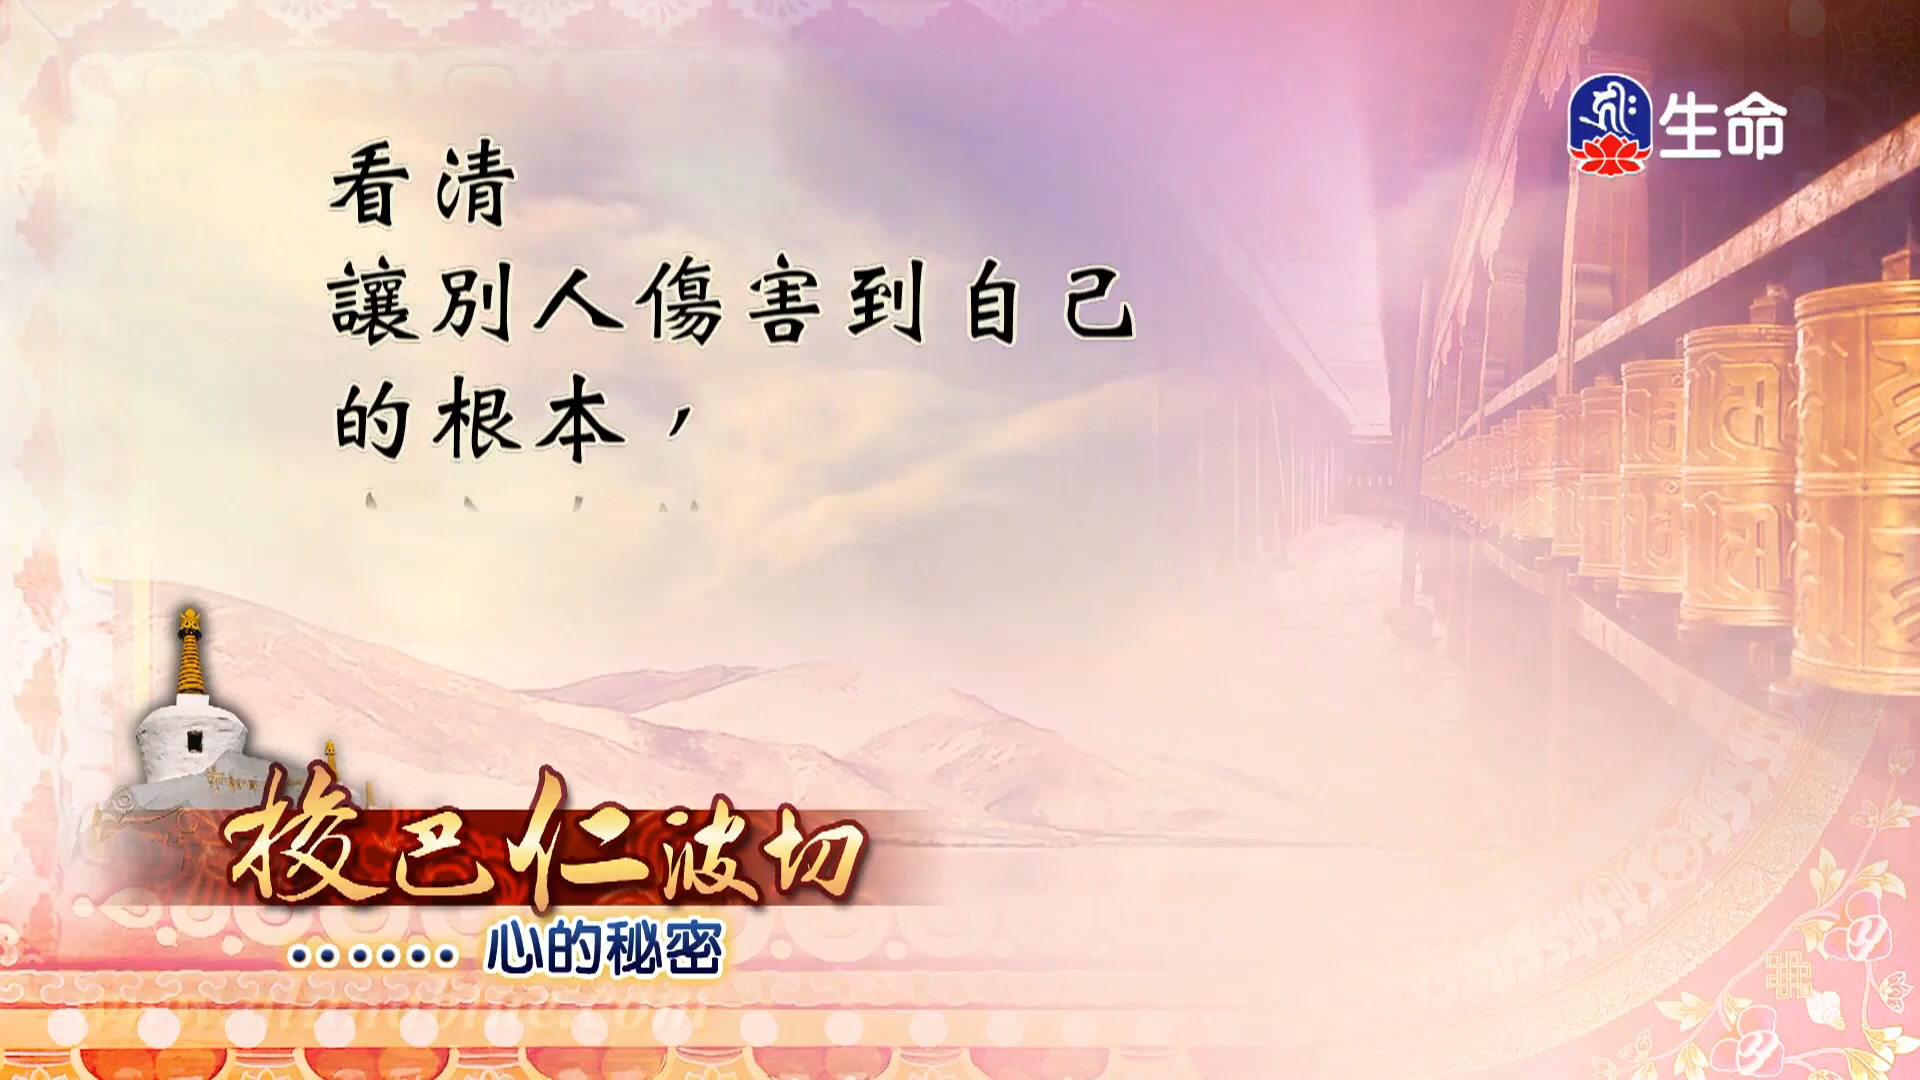 生命
看清
讓別人傷害到自己
的根本，
梭巴仁波切
······ 心的秘密